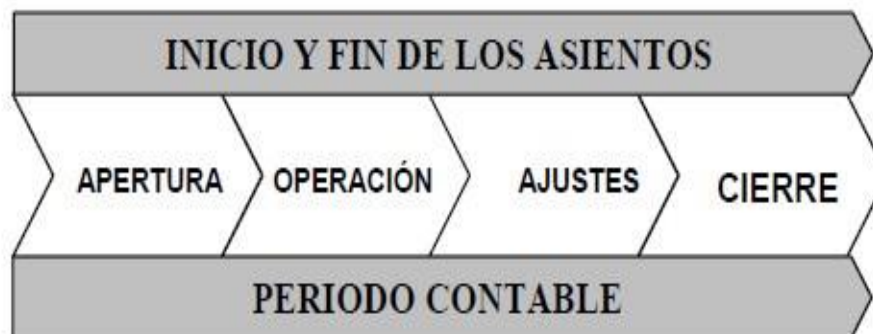 INICIO Y FIN DE LOS ASIENTOS
APERTURA OPERACIÓN AJUSTES CIERRE
PERIODO CONTABLE